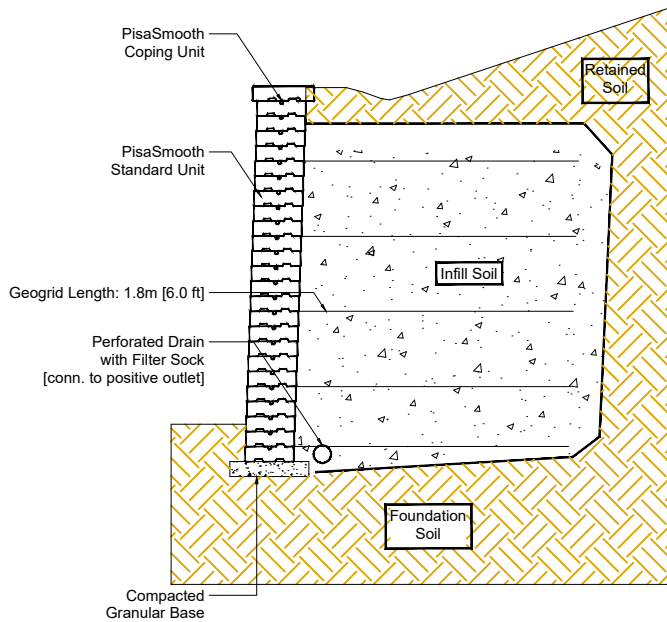 PisaSmooth
Coping Unit
Retained
Soil
PisaSmooth
Standard Unit
Infill Soil
Geogrid Length: 1.8m [6.0 ft]
Perforated Drain
with Filter Sock
[conn. to positive outlet]
Foundation
Soil
Compacted
Granular Base